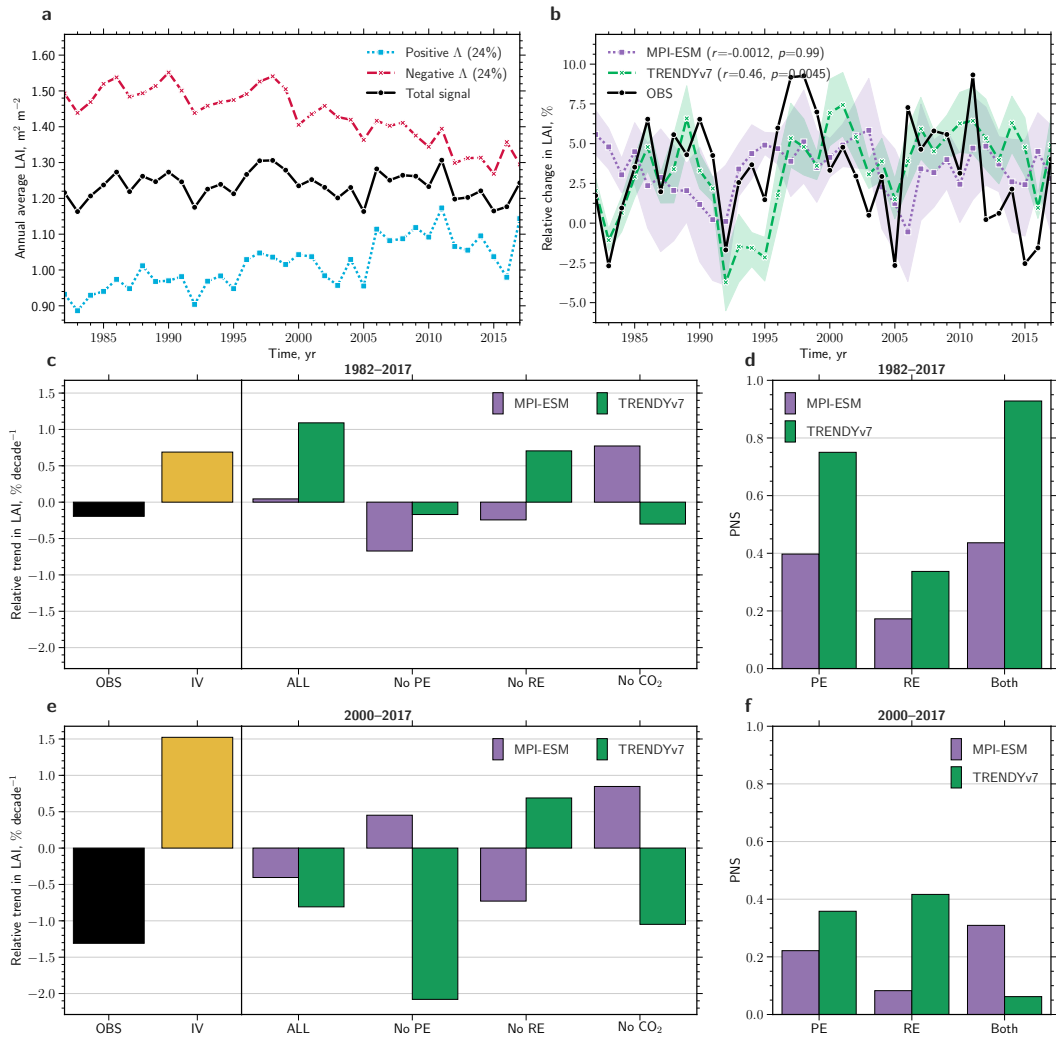 a
Annual average LAI, m² m⁻²
1.60
1.50
1.40
1.30
1.20
1.10
1.00
0.90
Positive Λ (24%)
Negative Λ (24%)
Total signal
1985
1990
1995
2000
2005
2010
2015
Time, yr
b
Relative change in LAI, %
10.0
7.5
5.0
2.5
0.0
−2.5
−5.0
MPI-ESM (r=-0.0012, p=0.99)
TRENDYv7 (r=0.46, p=0.0045)
OBS
1985
1990
1995
2000
2005
2010
2015
Time, yr
c
1982–2017
Relative trend in LAI, % decade⁻¹
1.5
1.0
0.5
0.0
−0.5
−1.0
−1.5
−2.0
MPI-ESM
TRENDYv7
OBS
IV
ALL
No PE
No RE
No CO₂
d
1982–2017
PNS
1.0
0.8
0.6
0.4
0.2
0.0
MPI-ESM
TRENDYv7
PE
RE
Both
e
2000–2017
Relative trend in LAI, % decade⁻¹
1.5
1.0
0.5
0.0
−0.5
−1.0
−1.5
−2.0
MPI-ESM
TRENDYv7
OBS
IV
ALL
No PE
No RE
No CO₂
f
2000–2017
PNS
1.0
0.8
0.6
0.4
0.2
0.0
MPI-ESM
TRENDYv7
PE
RE
Both